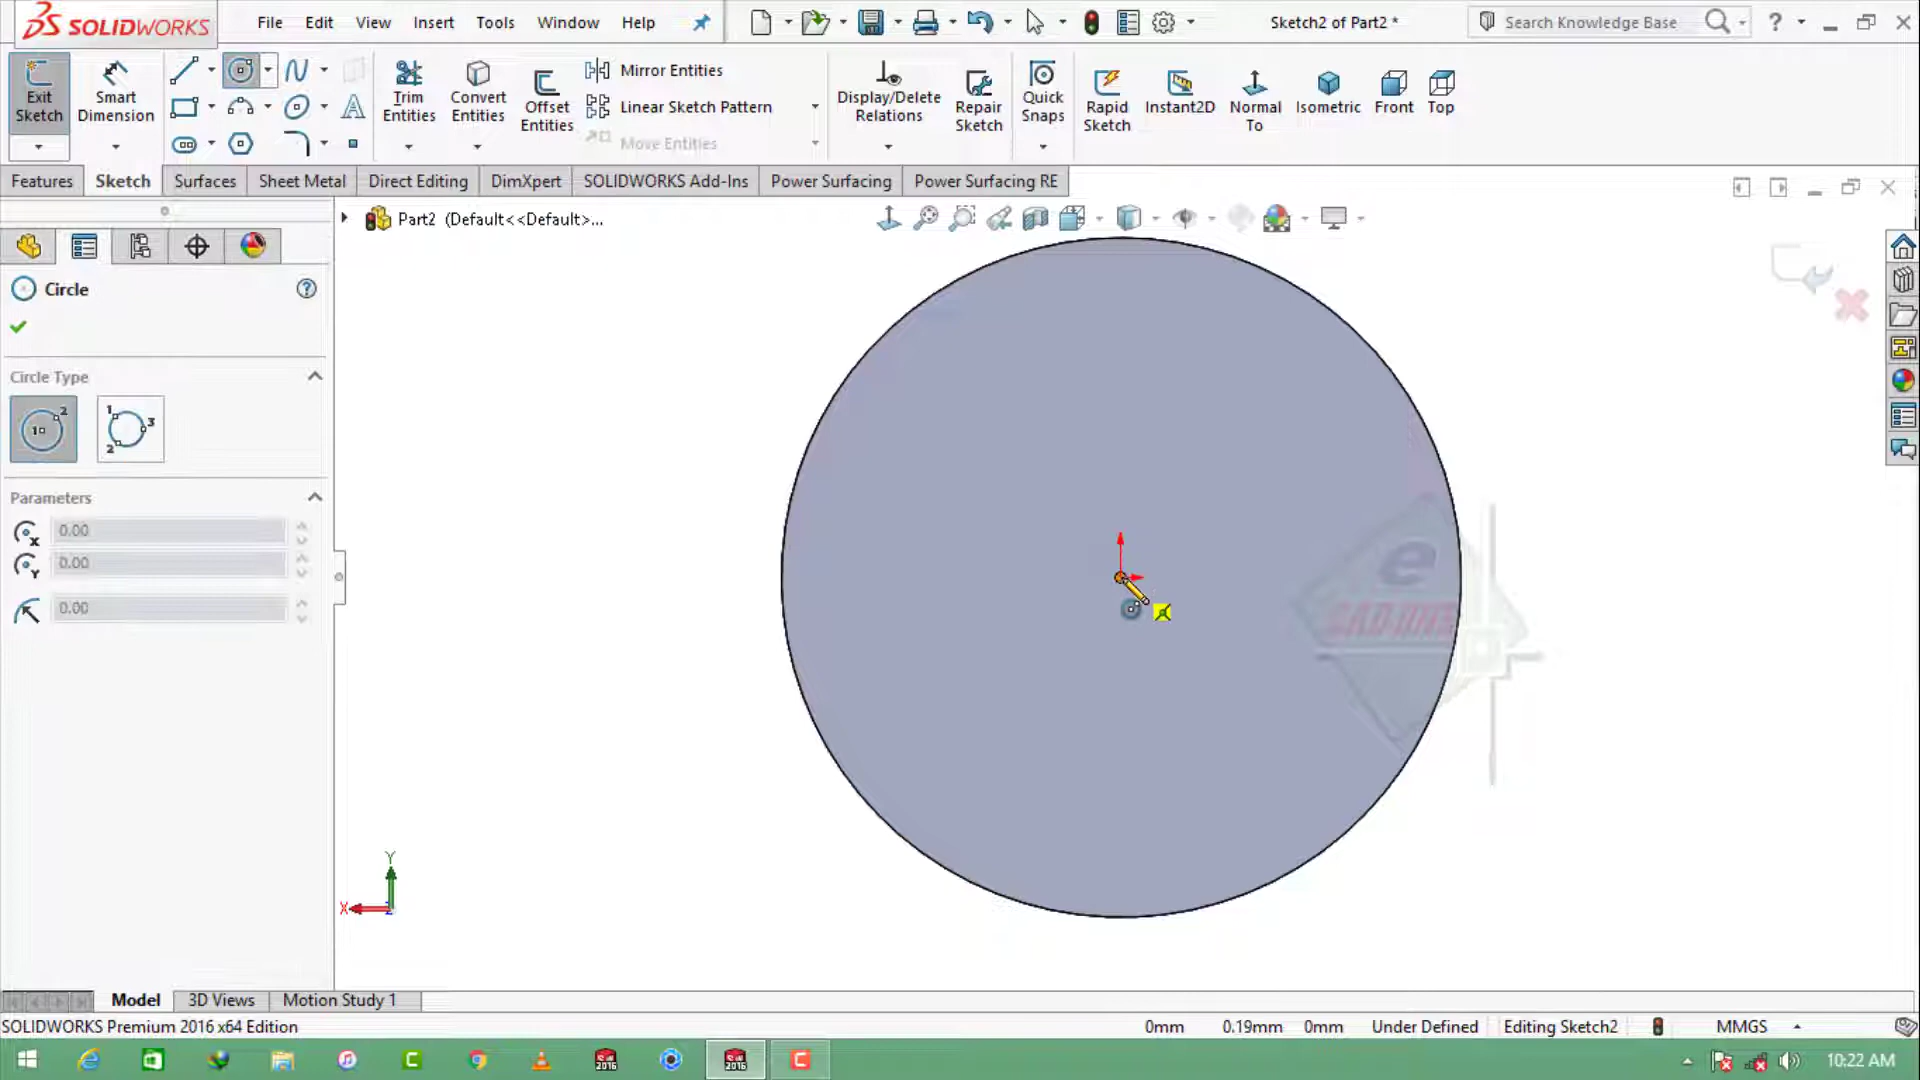 SOLIDWORKS File Edit View Insert Tools Window Help Sketch2 of Part2 * Search Knowledge Base ?
Exit Sketch
Smart Dimension
Trim Entities
Convert Entities
Offset Entities
Mirror Entities
Linear Sketch Pattern
Move Entities
Display/Delete Relations
Repair Sketch
Quick Snaps
Rapid Sketch
Instant2D
Normal To
Isometric
Front
Top
Features Sketch Surfaces Sheet Metal Direct Editing DimXpert SOLIDWORKS Add-Ins Power Surfacing Power Surfacing RE
Part2 (Default<<Default>...
Circle
Circle Type
Parameters
0.00
0.00
0.00
Y
X
Model 3D Views Motion Study 1
SOLIDWORKS Premium 2016 x64 Edition 0mm 0.19mm 0mm Under Defined Editing Sketch2 MMGS
10:22 AM